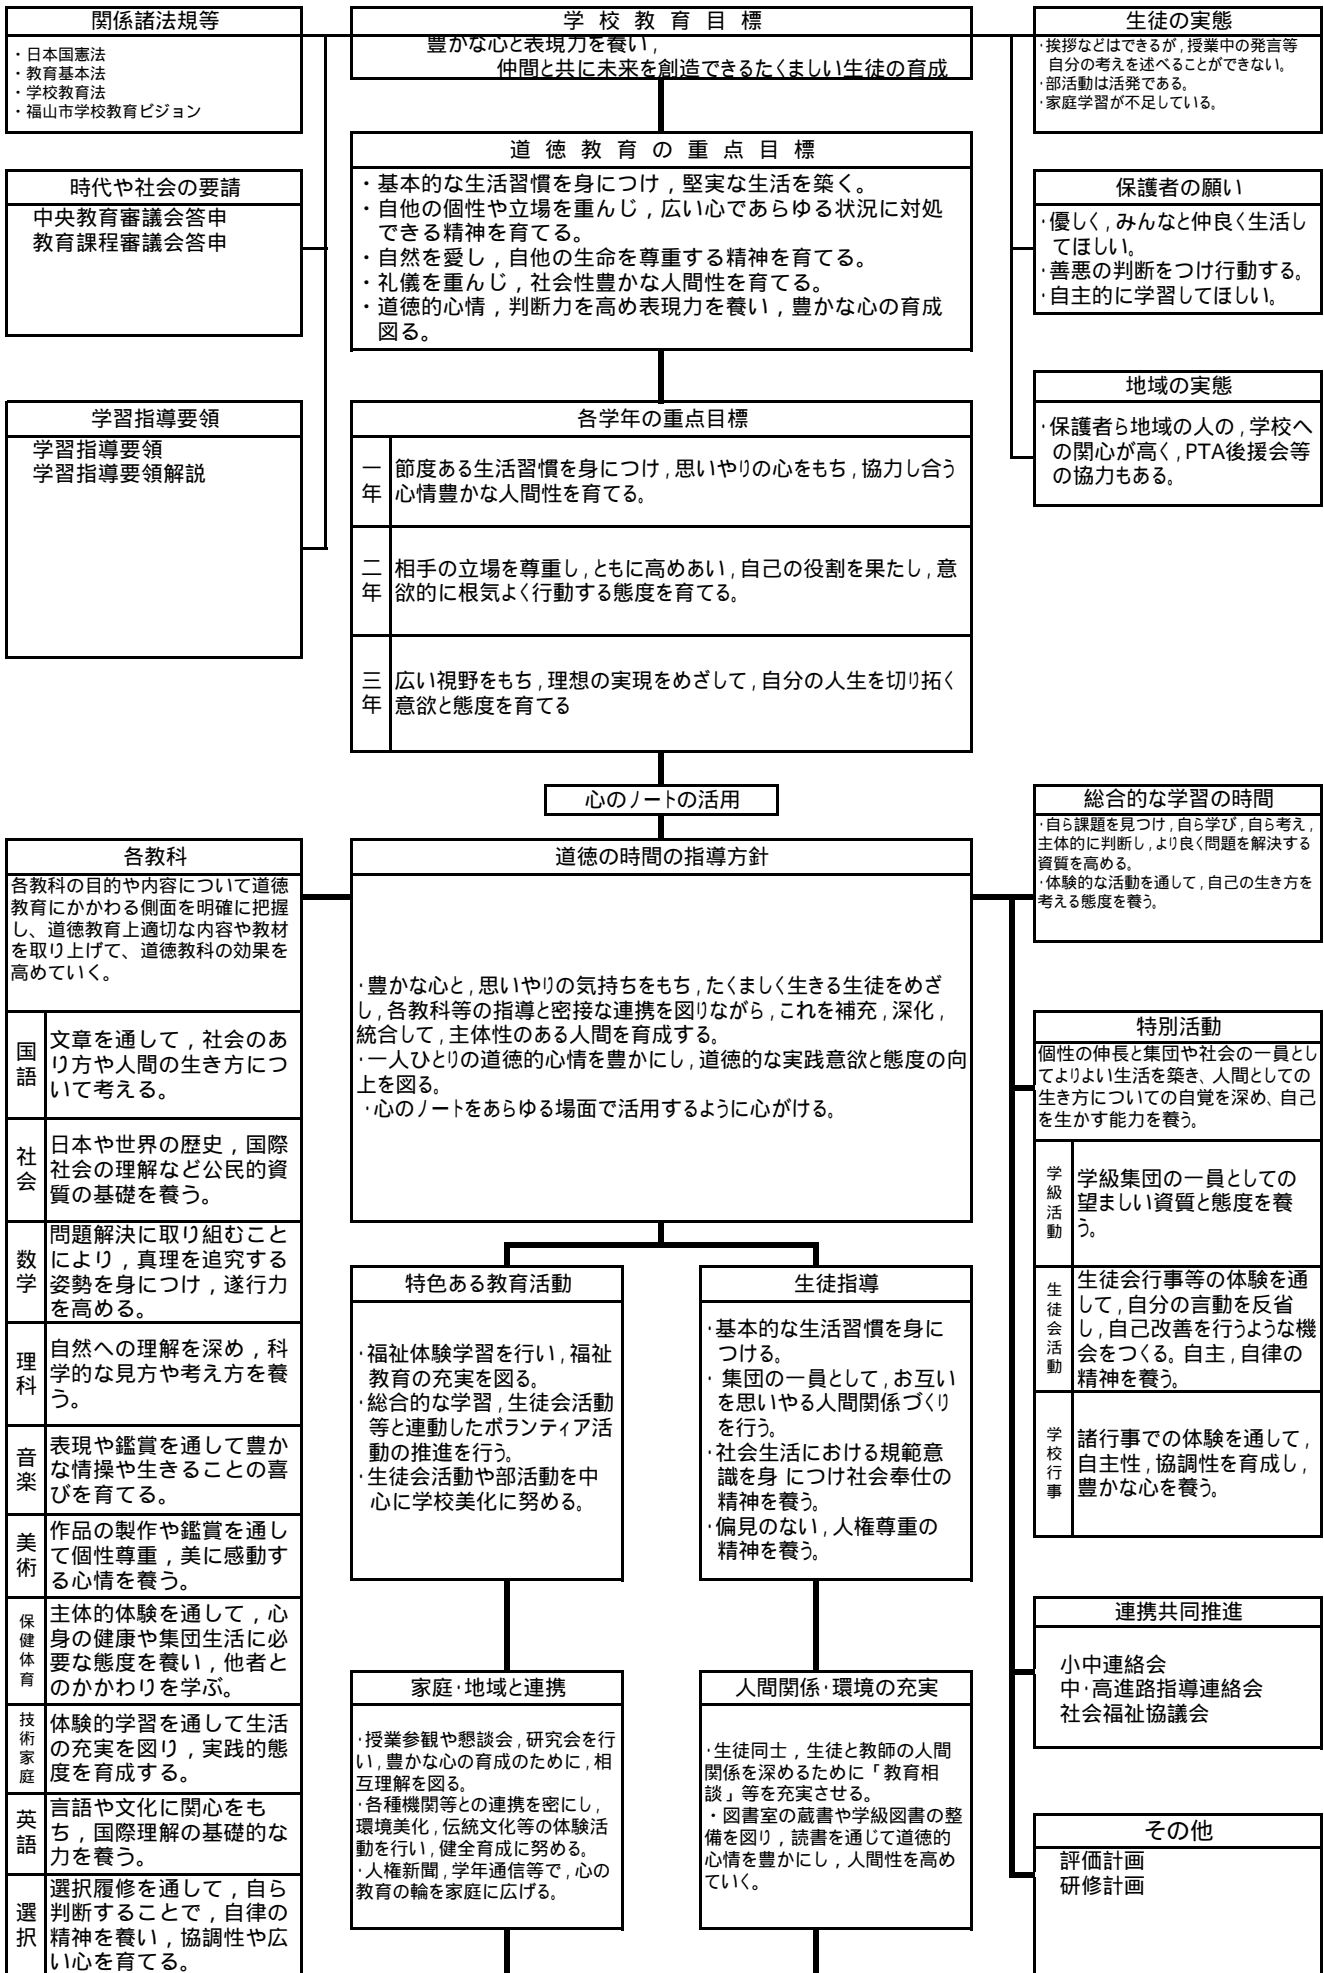 関係諸法規等
・日本国憲法
・教育基本法
・学校教育法
・福山市学校教育ビジョン
時代や社会の要請
中央教育審議会答申
教育課程審議会答申
学習指導要領
学習指導要領
学習指導要領解説
学校教育目標
豊かな心と表現力を養い，
仲間と共に未来を創造できるたくましい生徒の育成
道徳教育の重点目標
・基本的な生活習慣を身につけ，堅実な生活を築く。
・自他の個性や立場を重んじ，広い心であらゆる状況に対処
できる精神を育てる。
・自然を愛し，自他の生命を尊重する精神を育てる。
・礼儀を重んじ，社会性豊かな人間性を育てる。
・道徳的心情，判断力を高め表現力を養い，豊かな心の育成
図る。
各学年の重点目標
一年
節度ある生活習慣を身につけ，思いやりの心をもち，協力し合う
心情豊かな人間性を育てる。
二年
相手の立場を尊重し，ともに高めあい，自己の役割を果たし，意
欲的に根気よく行動する態度を育てる。
三年
広い視野をもち，理想の実現をめざして，自分の人生を切り拓く
意欲と態度を育てる
心のノートの活用
生徒の実態
・挨拶などはできるが，授業中の発言等
自分の考えを述べることができない。
・部活動は活発である。
・家庭学習が不足している。
保護者の願い
・優しく，みんなと仲良く生活し
てほしい。
・善悪の判断をつけ行動する。
・自主的に学習してほしい。
地域の実態
・保護者ら地域の人の，学校へ
の関心が高く，PTA後援会等
の協力もある。
各教科
各教科の目的や内容について道徳
教育にかかわる側面を明確に把握
し、道徳教育上適切な内容や教材
を取り上げて、道徳教科の効果を
高めていく。
国語
文章を通して，社会のあ
り方や人間の生き方につ
いて考える。
社会
日本や世界の歴史，国際
社会の理解など公民的資
質の基礎を養う。
数学
問題解決に取り組むこと
により，真理を追究する
姿勢を身につけ，遂行力
を高める。
理科
自然への理解を深め，科
学的な見方や考え方を養
う。
音楽
表現や鑑賞を通して豊か
な情操や生きることの喜
びを育てる。
美術
作品の製作や鑑賞を通し
て個性尊重，美に感動す
る心情を養う。
保健体育
主体的体験を通して，心
身の健康や集団生活に必
要な態度を養い，他者と
のかかわりを学ぶ。
技術家庭
体験的学習を通して生活
の充実を図り，実践的態
度を育成する。
英語
言語や文化に関心をも
ち，国際理解の基礎的な
力を養う。
選択
選択履修を通して，自ら
判断することで，自律の
精神を養い，協調性や広
い心を育てる。
道徳の時間の指導方針
・豊かな心と，思いやりの気持ちをもち，たくましく生きる生徒をめざ
し，各教科等の指導と密接な連携を図りながら，これを補充，深化，
統合して，主体性のある人間を育成する。
・一人ひとりの道徳的心情を豊かにし，道徳的な実践意欲と態度の向
上を図る。
・心のノートをあらゆる場面で活用するように心がける。
特色ある教育活動
・福祉体験学習を行い，福祉
教育の充実を図る。
・総合的な学習，生徒会活動
等と連動したボランティア活
動の推進を行う。
・生徒会活動や部活動を中
心に学校美化に努める。
生徒指導
・基本的な生活習慣を身に
つける。
・集団の一員として，お互い
を思いやる人間関係づくり
を行う。
・社会生活における規範意
識を身 につけ社会奉仕の
精神を養う。
・偏見のない，人権尊重の
精神を養う。
家庭・地域と連携
・授業参観や懇談会，研究会を行
い，豊かな心の育成のために，相
互理解を図る。
・各種機関等との連携を密にし，
環境美化，伝統文化等の体験活
動を行い，健全育成に努める。
・人権新聞，学年通信等で，心の
教育の輪を家庭に広げる。
人間関係・環境の充実
・生徒同士，生徒と教師の人間
関係を深めるために「教育相
談」等を充実させる。
・図書室の蔵書や学級図書の整
備を図り，読書を通じて道徳的
心情を豊かにし，人間性を高め
ていく。
総合的な学習の時間
・自ら課題を見つけ，自ら学び，自ら考え，
主体的に判断し，より良く問題を解決する
資質を高める。
・体験的な活動を通して，自己の生き方を
考える態度を養う。
特別活動
個性の伸長と集団や社会の一員とし
てよりよい生活を築き、人間としての
生き方についての自覚を深め、自己
を生かす能力を養う。
学級活動
学級集団の一員としての
望ましい資質と態度を養
う。
生徒会活動
生徒会行事等の体験を通
して，自分の言動を反省
し，自己改善を行うような機
会をつくる。自主，自律の
精神を養う。
学校行事
諸行事での体験を通して，
自主性，協調性を育成し，
豊かな心を養う。
連携共同推進
小中連絡会
中・高進路指導連絡会
社会福祉協議会
その他
評価計画
研修計画